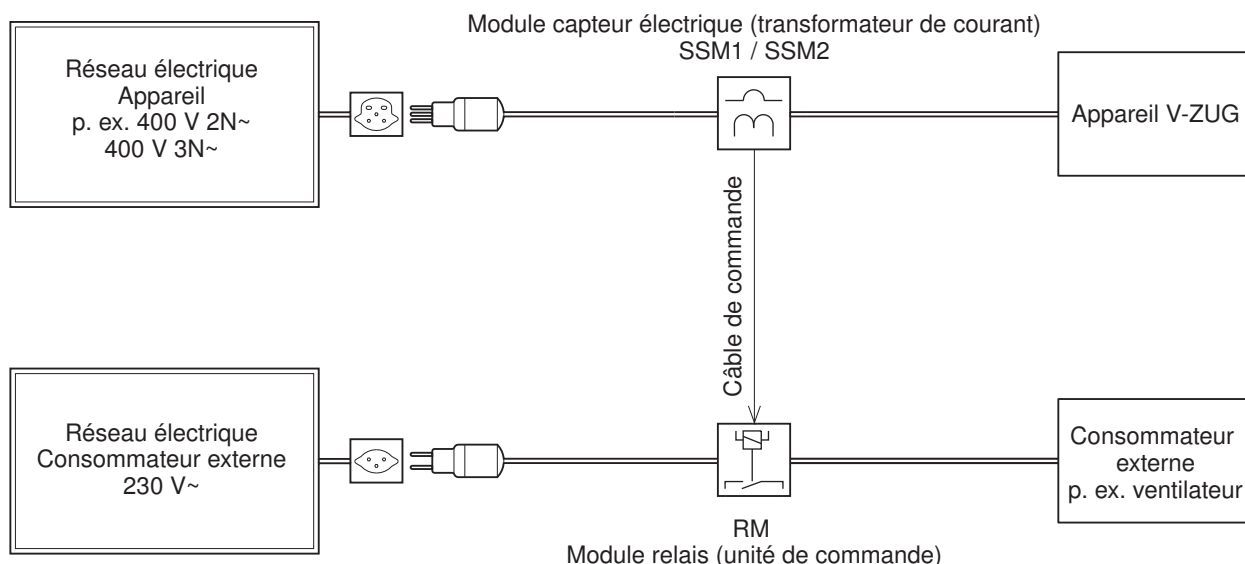 Module capteur électrique (transformateur de courant)
SSM1 / SSM2
Réseau électrique
Appareil
p. ex. 400 V 2N~
400 V 3N~
Appareil V-ZUG
Câble de commande
Réseau électrique
Consommateur externe
230 V~
Consommateur
externe
p. ex. ventilateur
RM
Module relais (unité de commande)